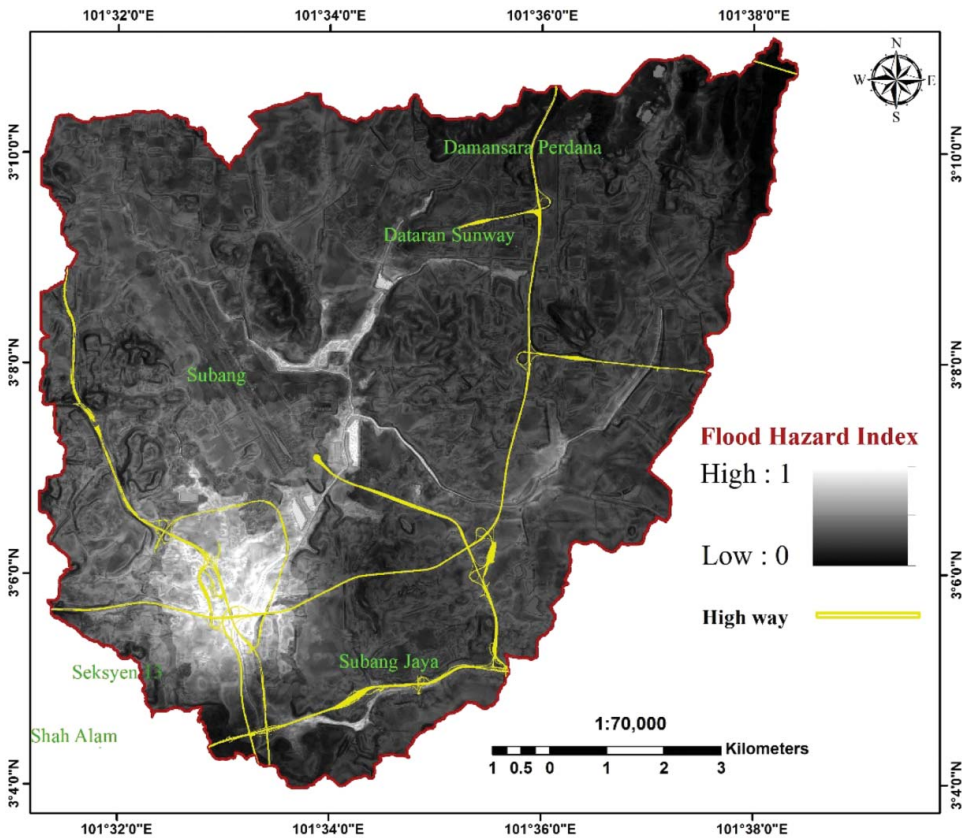 101°32'0"E 101°34'0"E 101°36'0"E 101°38'0"E
N
W E
S
3°10'0"N 3°10'0"N
Damansara Perdana
Dataran Sunway
3°8'0"N 3°8'0"N
Subang
Flood Hazard Index
High : 1
Low : 0
3°6'0"N 3°6'0"N
High way
Subang Jaya
Seksyen 13
Shah Alam
1:70,000
Kilometers
1 0.5 0 1 2 3
3°4'0"N 3°4'0"N
101°32'0"E 101°34'0"E 101°36'0"E 101°38'0"E